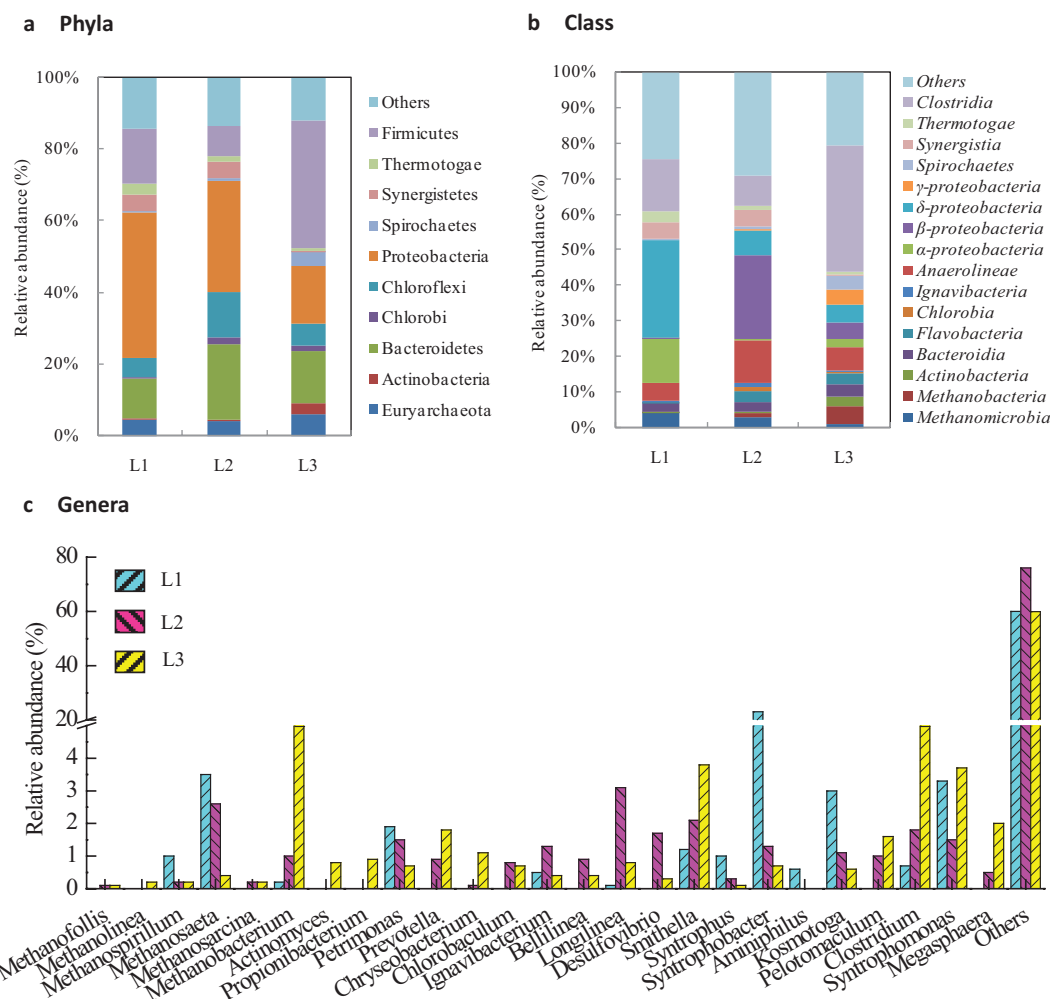 a Phyla
100%
80%
60%
40%
20%
0%
Relative abundance (%)
L1 L2 L3
Others
Firmicutes
Thermotogae
Synergistetes
Spirochaetes
Proteobacteria
Chloroflexi
Chlorobi
Bacteroidetes
Actinobacteria
Euryarchaeota
b Class
100%
90%
80%
70%
60%
50%
40%
30%
20%
10%
0%
Relative abundance (%)
L1 L2 L3
Others
Clostridia
Thermotogae
Synergistia
Spirochaetes
γ-proteobacteria
δ-proteobacteria
β-proteobacteria
α-proteobacteria
Anaerolineae
Ignavibacteria
Chlorobia
Flavobacteria
Bacteroidia
Actinobacteria
Methanobacteria
Methanomicrobia
c Genera
80
60
40
20
4
3
2
1
0
Relative abundance (%)
L1
L2
L3
Methanofollis
Methanolinea
Methanospirillum
Methanosaeta
Methanosarcina
Methanobacterium
Actinomyces
Propionibacterium
Petrimonas
Prevotella
Chryseobacterium
Chlorobaculum
Ignavibacterium
Bellilinea
Longilinea
Desulfovibrio
Smithella
Syntrophus
Syntrophobacter
Aminiphilus
Kosmotoga
Pelotomaculum
Clostridium
Syntrophomonas
Megasphaera
Others